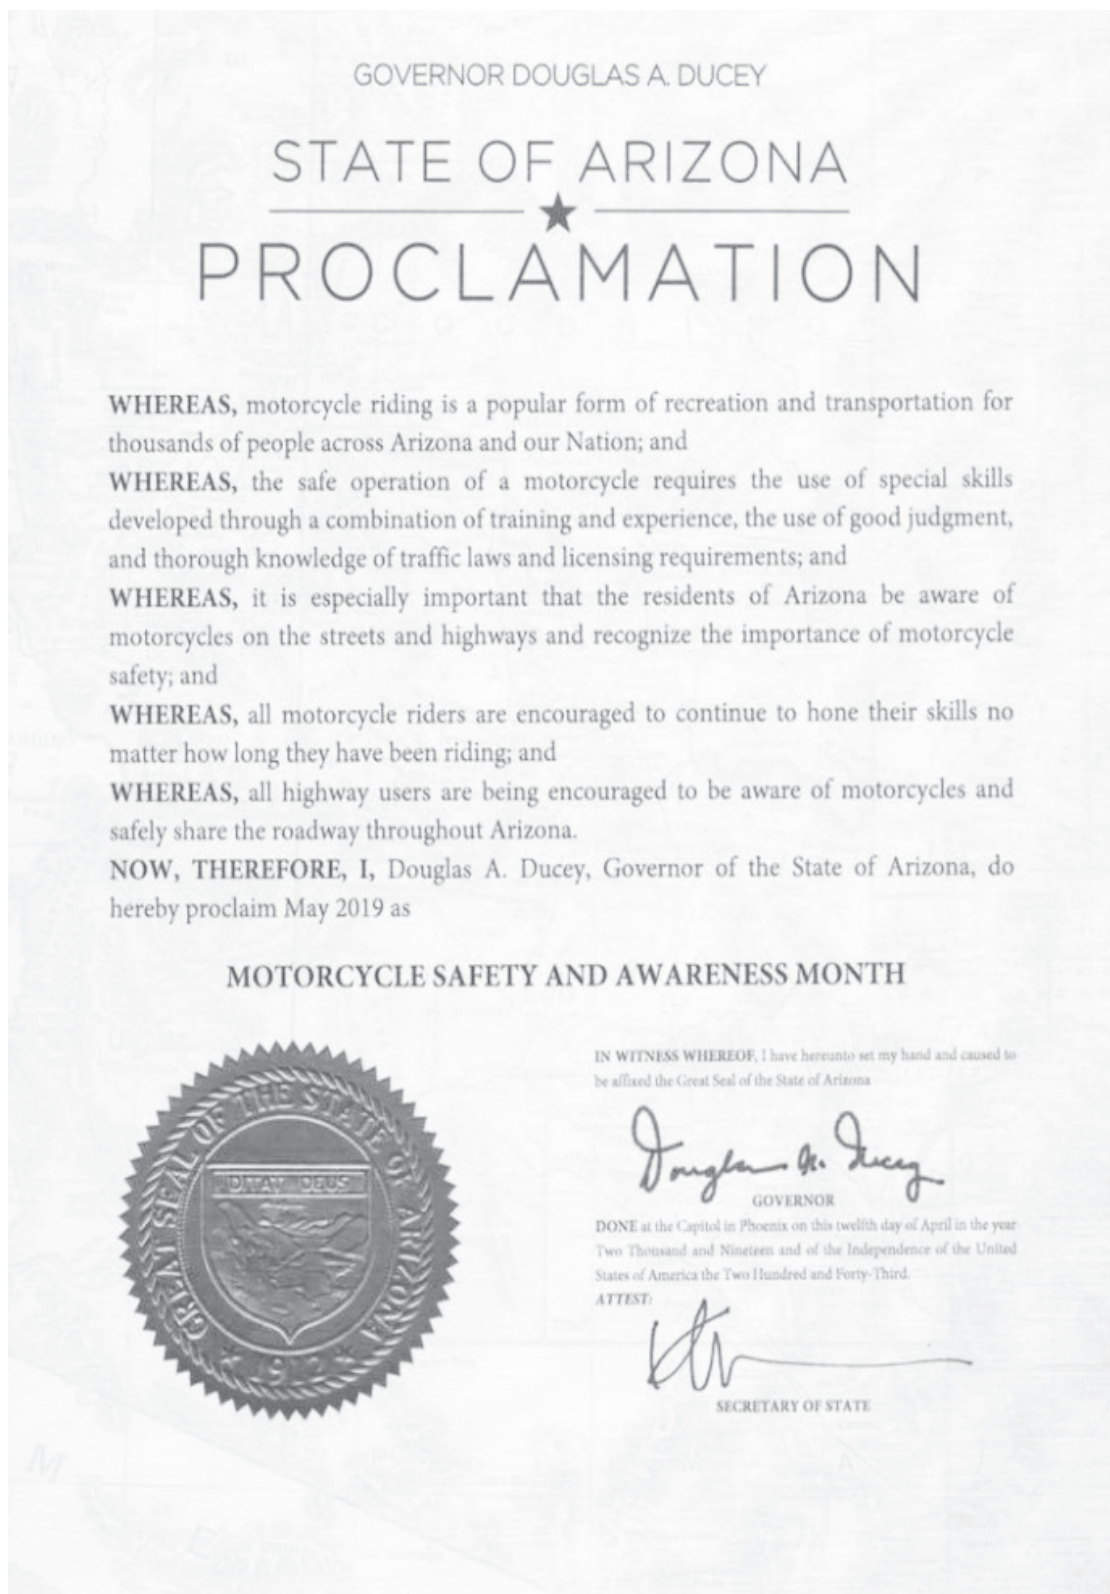 GOVERNOR DOUGLAS A. DUCEY
STATE OF ARIZONA
PROCLAMATION
WHEREAS, motorcycle riding is a popular form of recreation and transportation for
thousands of people across Arizona and our Nation; and
WHEREAS, the safe operation of a motorcycle requires the use of special skills
developed through a combination of training and experience, the use of good judgment,
and thorough knowledge of traffic laws and licensing requirements; and
WHEREAS, it is especially important that the residents of Arizona be aware of
motorcycles on the streets and highways and recognize the importance of motorcycle
safety; and
WHEREAS, all motorcycle riders are encouraged to continue to hone their skills no
matter how long they have been riding; and
WHEREAS, all highway users are being encouraged to be aware of motorcycles and
safely share the roadway throughout Arizona.
NOW, THEREFORE, I, Douglas A. Ducey, Governor of the State of Arizona, do
hereby proclaim May 2019 as
MOTORCYCLE SAFETY AND AWARENESS MONTH
GREAT SEAL OF THE STATE OF ARIZONA
DITAT DEUS
1912
IN WITNESS WHEREOF, I have hereunto set my hand and caused to
be affixed the Great Seal of the State of Arizona
Douglas A. Ducey
GOVERNOR
DONE at the Capitol in Phoenix on this twelfth day of April in the year
Two Thousand and Nineteen and of the Independence of the United
States of America the Two Hundred and Forty-Third.
ATTEST:
SECRETARY OF STATE